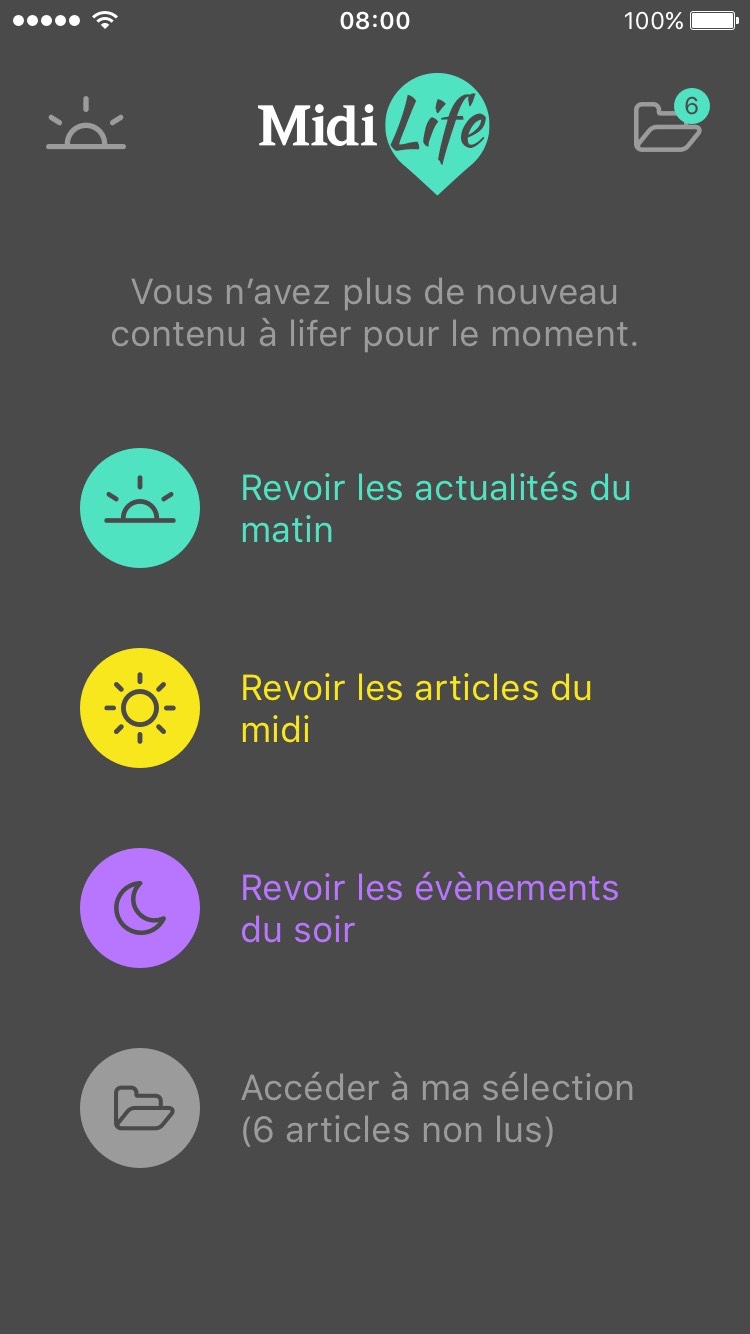 08:00
100%
Midi Life
6
Vous n’avez plus de nouveau
contenu à lifer pour le moment.
Revoir les actualités du
matin
Revoir les articles du
midi
Revoir les évènements
du soir
Accéder à ma sélection
(6 articles non lus)